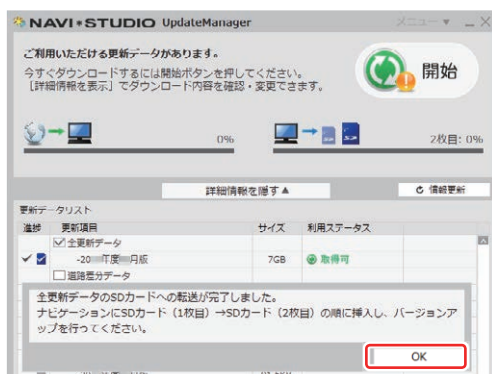 NAVI*STUDIO UpdateManager
メニュー ▼ _ X
ご利用いただける更新データがあります。
今すぐダウンロードするには開始ボタンを押してください。
［詳細情報を表示］でダウンロード内容を確認・変更できます。
開始
0%
2枚目: 0%
詳細情報を隠す▲
情報更新
更新データリスト
進捗 更新項目 サイズ 利用ステータス
全更新データ
-20 年度 月版 7GB 取得可
道路差分データ
全更新データのSDカードへの転送が完了しました。
ナビゲーションにSDカード（1枚目）→SDカード（2枚目）の順に挿入し、バージョンア
ップを行ってください。
OK